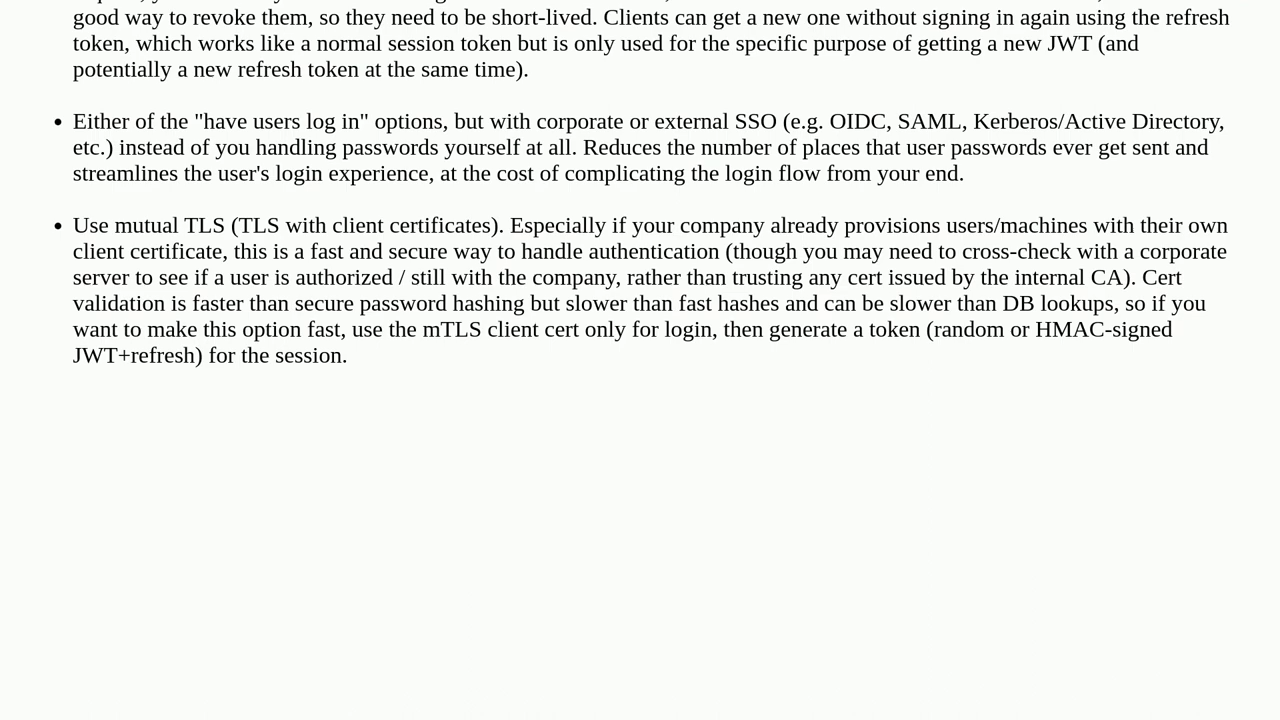 good way to revoke them, so they need to be short-lived. Clients can get a new one without signing in again using the refresh
token, which works like a normal session token but is only used for the specific purpose of getting a new JWT (and
potentially a new refresh token at the same time).
• Either of the "have users log in" options, but with corporate or external SSO (e.g. OIDC, SAML, Kerberos/Active Directory,
etc.) instead of you handling passwords yourself at all. Reduces the number of places that user passwords ever get sent and
streamlines the user's login experience, at the cost of complicating the login flow from your end.
• Use mutual TLS (TLS with client certificates). Especially if your company already provisions users/machines with their own
client certificate, this is a fast and secure way to handle authentication (though you may need to cross-check with a corporate
server to see if a user is authorized / still with the company, rather than trusting any cert issued by the internal CA). Cert
validation is faster than secure password hashing but slower than fast hashes and can be slower than DB lookups, so if you
want to make this option fast, use the mTLS client cert only for login, then generate a token (random or HMAC-signed
JWT+refresh) for the session.